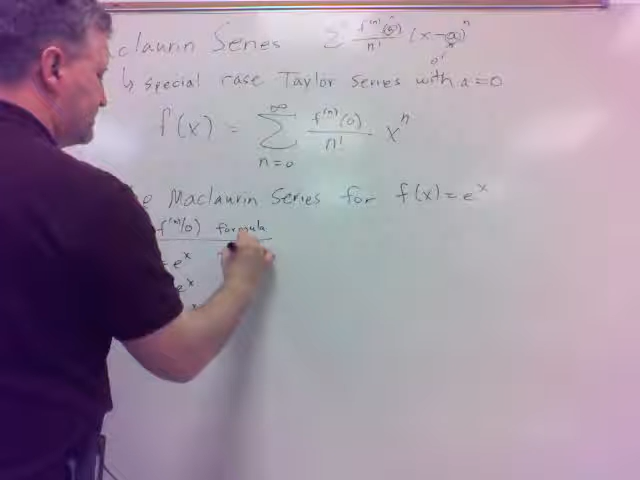 claurin Series Σ f⁽ⁿ⁾(0)/n! (x-a)ⁿ
↳ special case Taylor Series with a=0
f(x) = ∞ Σ n=0 f⁽ⁿ⁾(0)/n! xⁿ
Maclaurin Series for f(x) = eˣ
f⁽ⁿ⁾(0) formula
= eˣ
eˣ